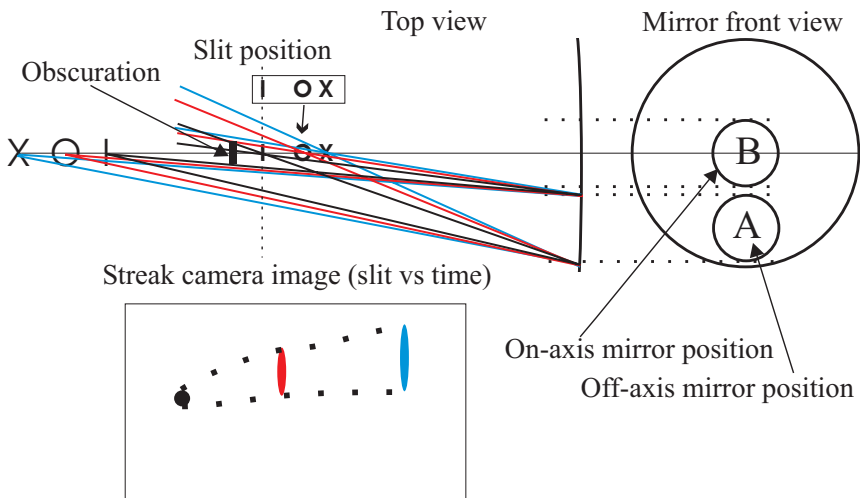 Top view
Mirror front view
Slit position
Obscuration
I O X
X O I
I O X
B
A
Streak camera image (slit vs time)
On-axis mirror position
Off-axis mirror position